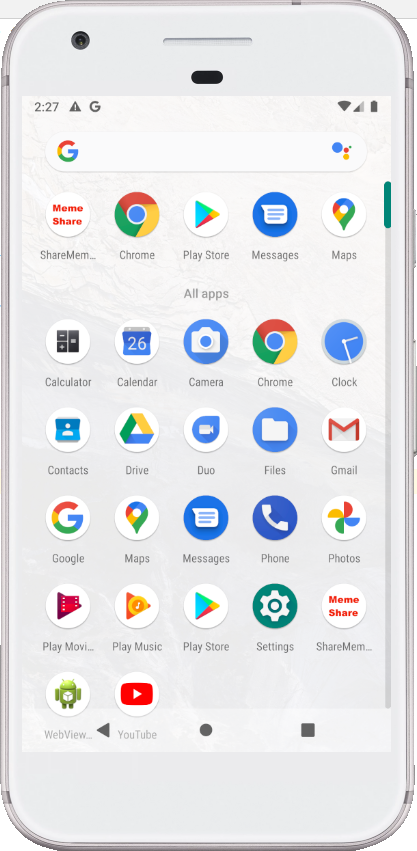 2:27
Meme
Share
ShareMem... Chrome Play Store Messages Maps
All apps
26
Calculator Calendar Camera Chrome Clock
Contacts Drive Duo Files Gmail
Google Maps Messages Phone Photos
Meme
Share
Play Movi... Play Music Play Store Settings ShareMem...
WebView... YouTube